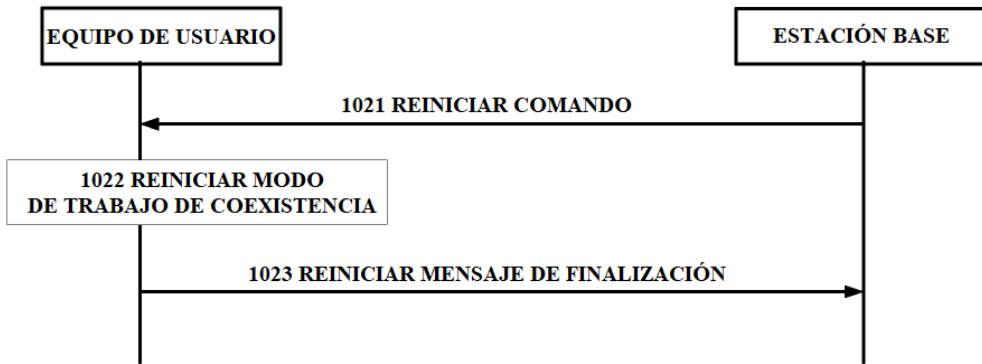 EQUIPO DE USUARIO
ESTACIÓN BASE
1021 REINICIAR COMANDO
1022 REINICIAR MODO
DE TRABAJO DE COEXISTENCIA
1023 REINICIAR MENSAJE DE FINALIZACIÓN